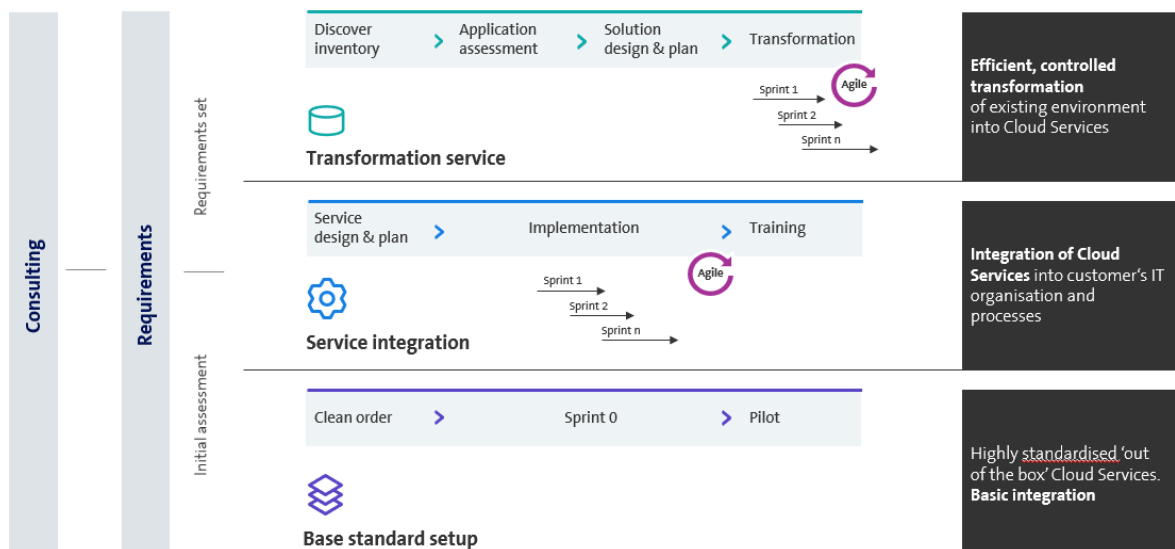 Consulting
Requirements
Requirements set
Initial assessment
Discover
inventory
Application
assessment
Solution
design & plan
Transformation
Agile
Sprint 1
Sprint 2
Sprint n
Transformation service
Efficient, controlled
transformation
of existing environment
into Cloud Services
Service
design & plan
Implementation
Training
Agile
Sprint 1
Sprint 2
Sprint n
Service integration
Integration of Cloud
Services into customer‘s IT
organisation and
processes
Clean order
Sprint 0
Pilot
Base standard setup
Highly standardised ‘out
of the box’ Cloud Services.
Basic integration